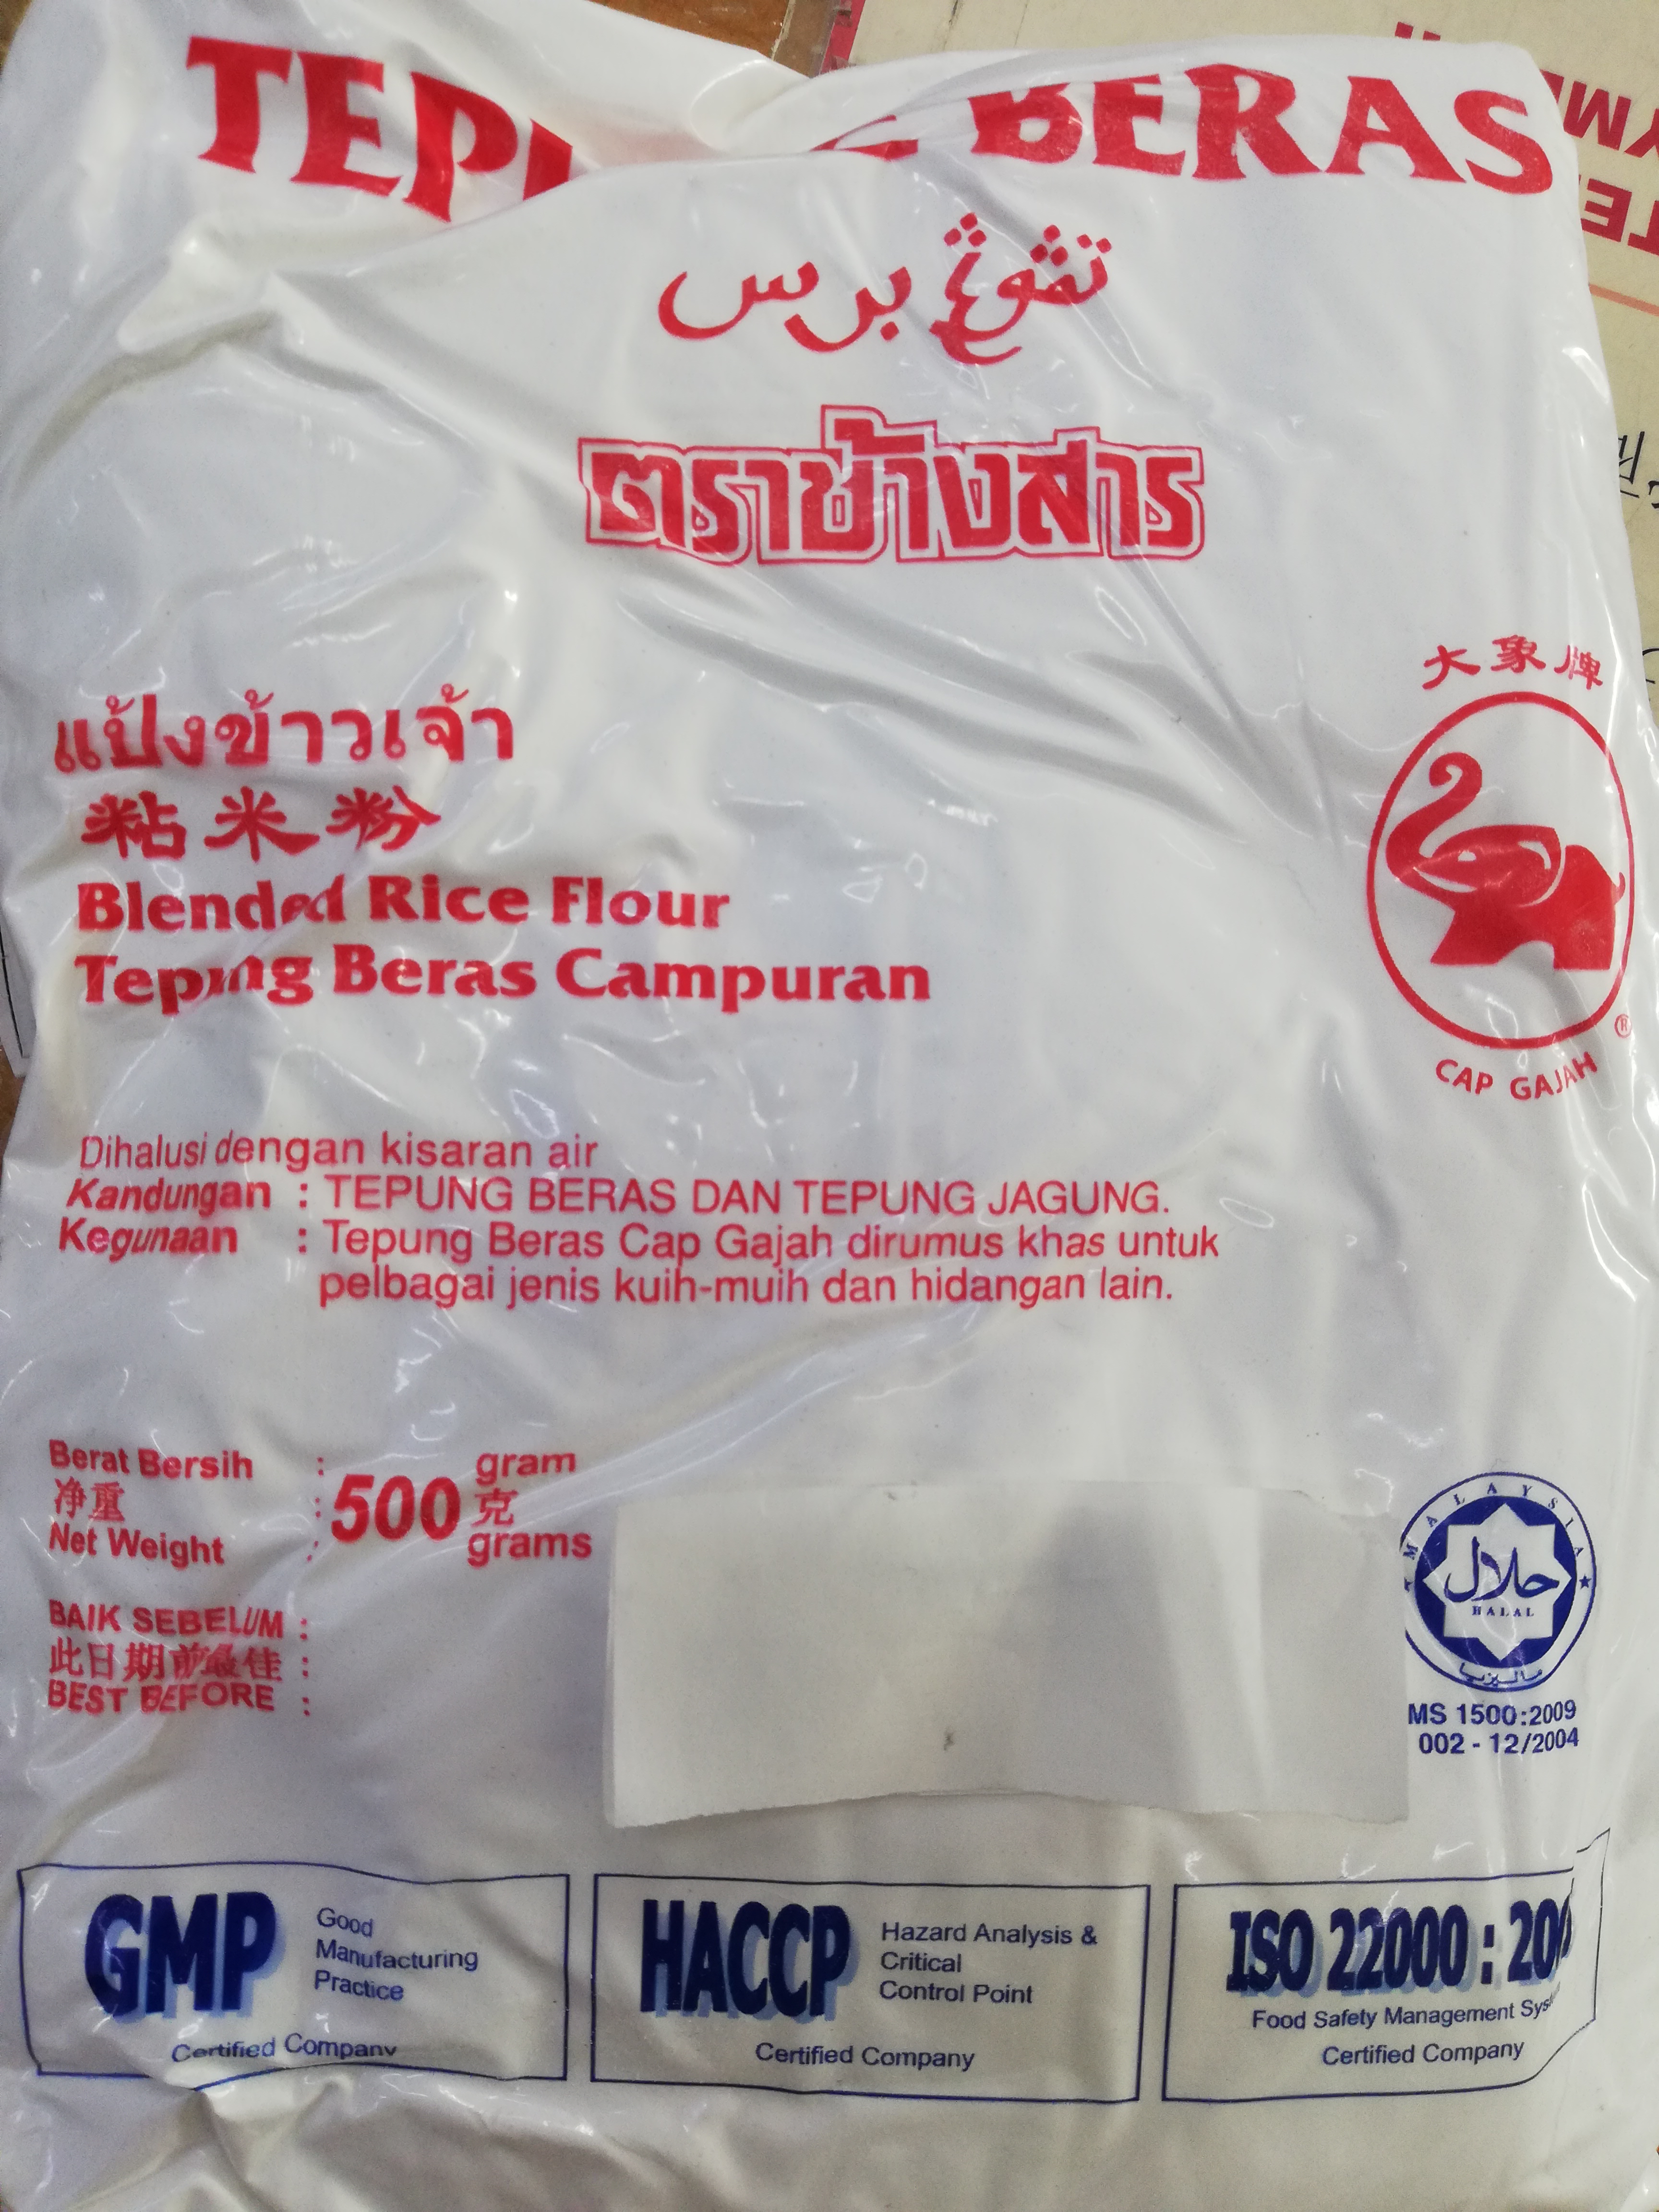 BERAS
تڤوڠ برس
ตราช้างสาร
大象牌
แป้งข้าวเจ้า
粘米粉
Blended Rice Flour
Tepung Beras Campuran
®
CAP GAJAH
Dihalusi dengan kisaran air
Kandungan : TEPUNG BERAS DAN TEPUNG JAGUNG.
Kegunaan : Tepung Beras Cap Gajah dirumus khas untuk
pelbagai jenis kuih-muih dan hidangan lain.
Berat Bersih : gram
净重 : 500 克
Net Weight : grams
BAIK SEBELUM :
此日期前最佳 :
BEST BEFORE :
MALAYSIA
حلال
HALAL
ماليزيا
MS 1500:2009
002 - 12/2004
GMP
Good
Manufacturing
Practice
Certified Company
HACCP
Hazard Analysis &
Critical
Control Point
Certified Company
ISO 22000 :
Food Safety Management
Certified Company